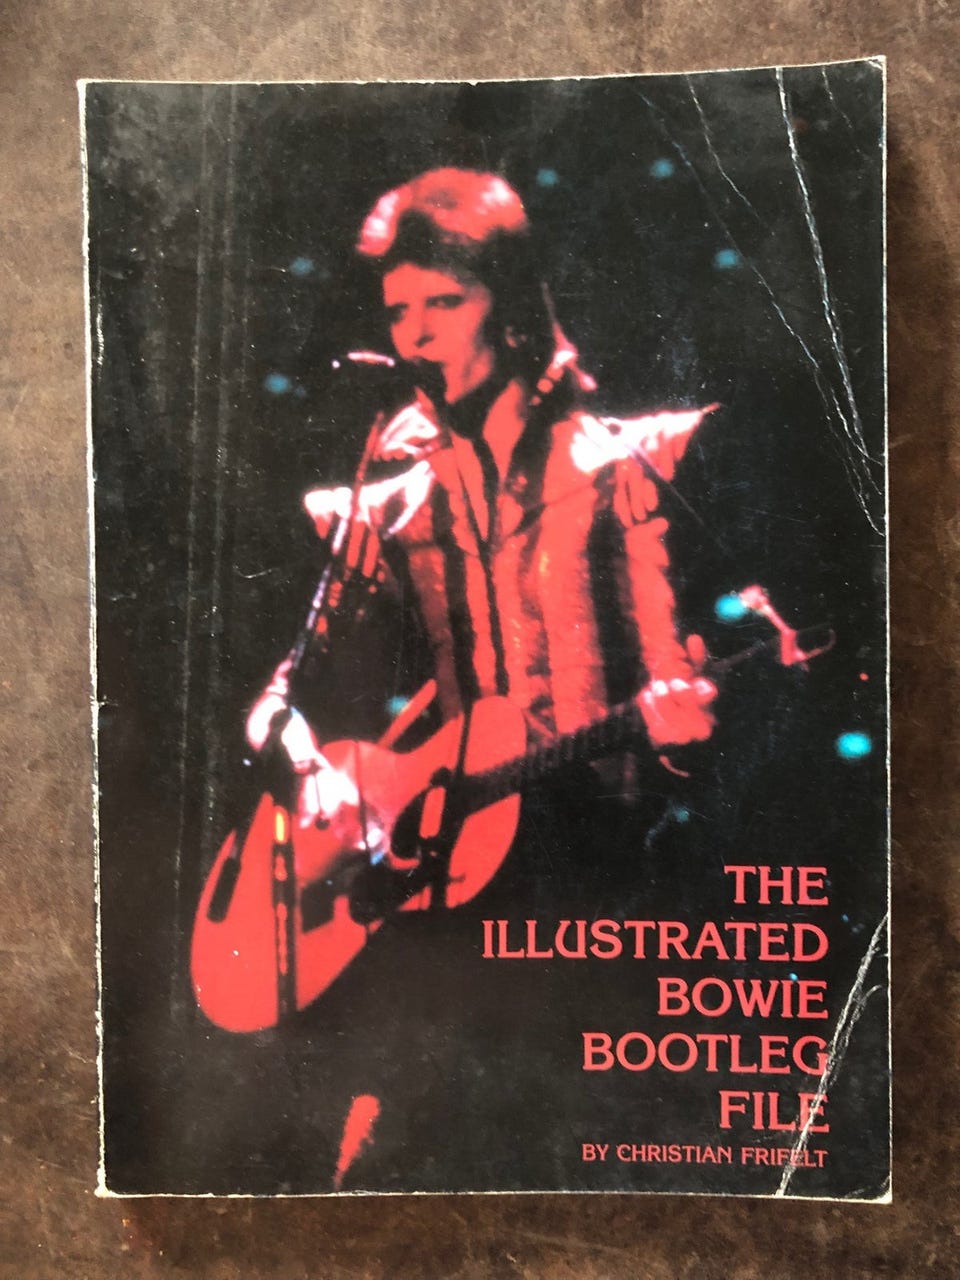 THE
ILLUSTRATED
BOWIE
BOOTLEG
FILE
BY CHRISTIAN FRIFELT